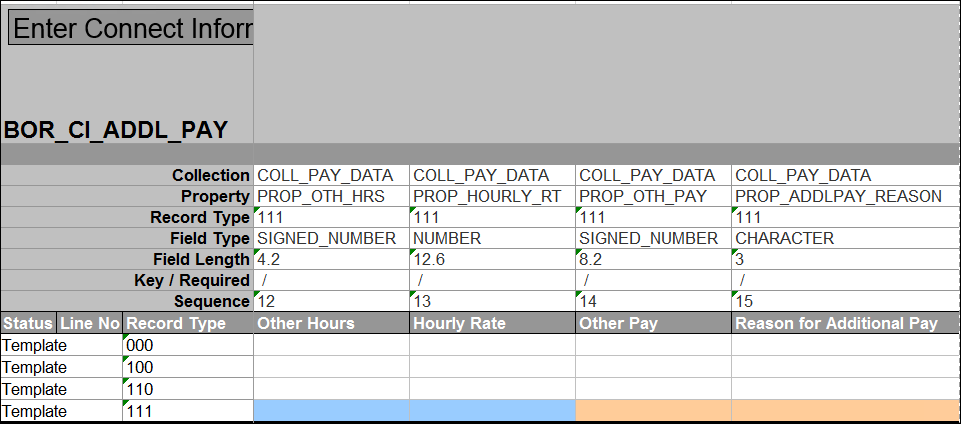 Enter Connect Inforr
BOR_CI_ADDL_PAY
Collection COLL_PAY_DATA COLL_PAY_DATA COLL_PAY_DATA COLL_PAY_DATA
Property PROP_OTH_HRS PROP_HOURLY_RT PROP_OTH_PAY PROP_ADDLPAY_REASON
Record Type 111 111 111 111
Field Type SIGNED_NUMBER NUMBER SIGNED_NUMBER CHARACTER
Field Length 4.2 12.6 8.2 3
Key / Required / / / /
Sequence 12 13 14 15
Status Line No Record Type Other Hours Hourly Rate Other Pay Reason for Additional Pay
Template 000
Template 100
Template 110
Template 111